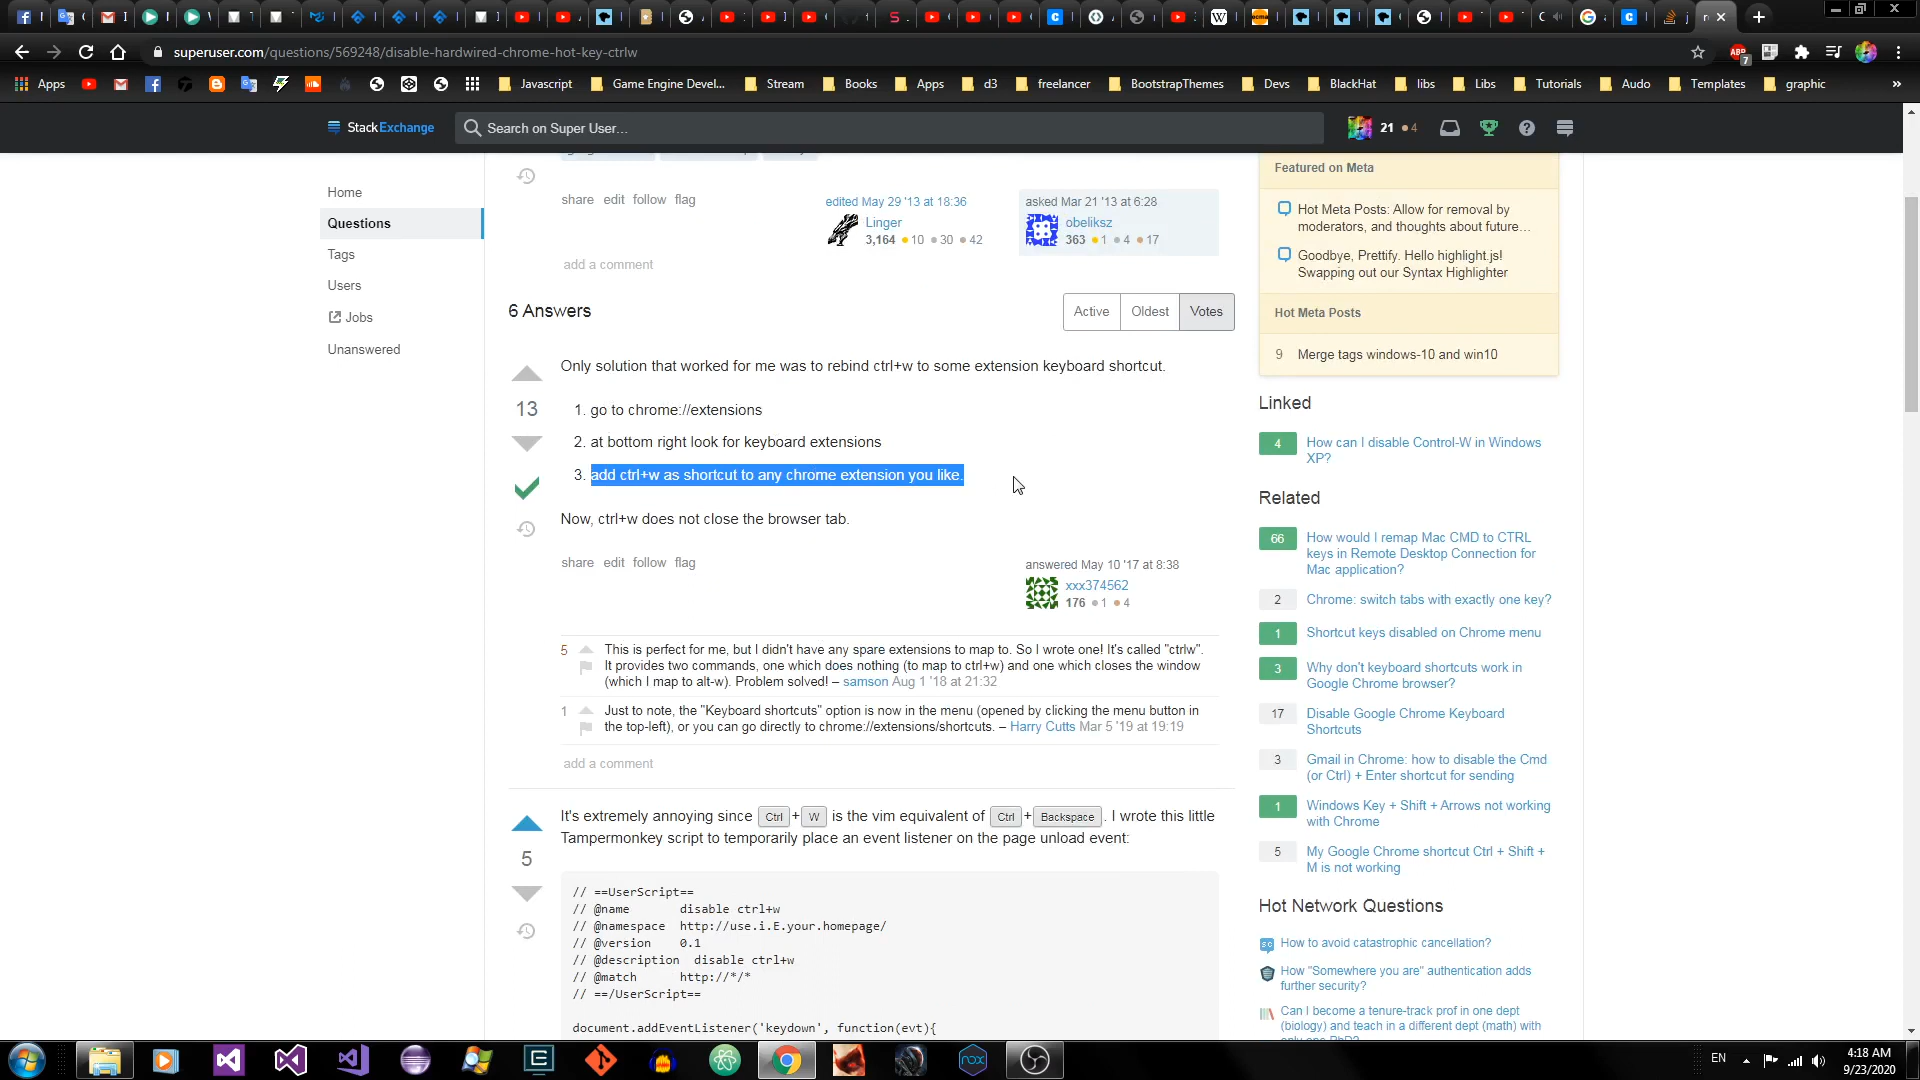 superuser.com/questions/569248/disable-hardwired-chrome-hot-key-ctrlw
Apps
Javascript
Game Engine Devel...
Stream
Books
Apps
d3
freelancer
BootstrapThemes
Devs
BlackHat
libs
Libs
Tutorials
Audo
Templates
graphic
»
StackExchange
Search on Super User...
21 4
Home
Questions
Tags
Users
Jobs
Unanswered
share edit follow flag
edited May 29 '13 at 18:36
Linger
3,164 10 30 42
asked Mar 21 '13 at 6:28
obeliksz
363 1 4 17
add a comment
6 Answers
Active Oldest Votes
13
Only solution that worked for me was to rebind ctrl+w to some extension keyboard shortcut.
1. go to chrome://extensions
2. at bottom right look for keyboard extensions
3. add ctrl+w as shortcut to any chrome extension you like.
Now, ctrl+w does not close the browser tab.
share edit follow flag
answered May 10 '17 at 8:38
xxx374562
176 1 4
5 This is perfect for me, but I didn't have any spare extensions to map to. So I wrote one! It's called "ctrlw".
It provides two commands, one which does nothing (to map to ctrl+w) and one which closes the window
(which I map to alt-w). Problem solved! – samson Aug 1 '18 at 21:32
1 Just to note, the "Keyboard shortcuts" option is now in the menu (opened by clicking the menu button in
the top-left), or you can go directly to chrome://extensions/shortcuts. – Harry Cutts Mar 5 '19 at 19:19
add a comment
5
It's extremely annoying since Ctrl + W is the vim equivalent of Ctrl + Backspace . I wrote this little
Tampermonkey script to temporarily place an event listener on the page unload event:
// ==UserScript==
// @name disable ctrl+w
// @namespace http://use.i.E.your.homepage/
// @version 0.1
// @description disable ctrl+w
// @match http://*/*
// ==/UserScript==
document.addEventListener('keydown', function(evt){
Featured on Meta
Hot Meta Posts: Allow for removal by
moderators, and thoughts about future…
Goodbye, Prettify. Hello highlight.js!
Swapping out our Syntax Highlighter
Hot Meta Posts
9 Merge tags windows-10 and win10
Linked
4 How can I disable Control-W in Windows
XP?
Related
66 How would I remap Mac CMD to CTRL
keys in Remote Desktop Connection for
Mac application?
2 Chrome: switch tabs with exactly one key?
1 Shortcut keys disabled on Chrome menu
3 Why don't keyboard shortcuts work in
Google Chrome browser?
17 Disable Google Chrome Keyboard
Shortcuts
3 Gmail in Chrome: how to disable the Cmd
(or Ctrl) + Enter shortcut for sending
1 Windows Key + Shift + Arrows not working
with Chrome
5 My Google Chrome shortcut Ctrl + Shift +
M is not working
Hot Network Questions
How to avoid catastrophic cancellation?
How "Somewhere you are" authentication adds
further security?
Can I become a tenure-track prof in one dept
(biology) and teach in a different dept (math) with
EN
4:18 AM
9/23/2020